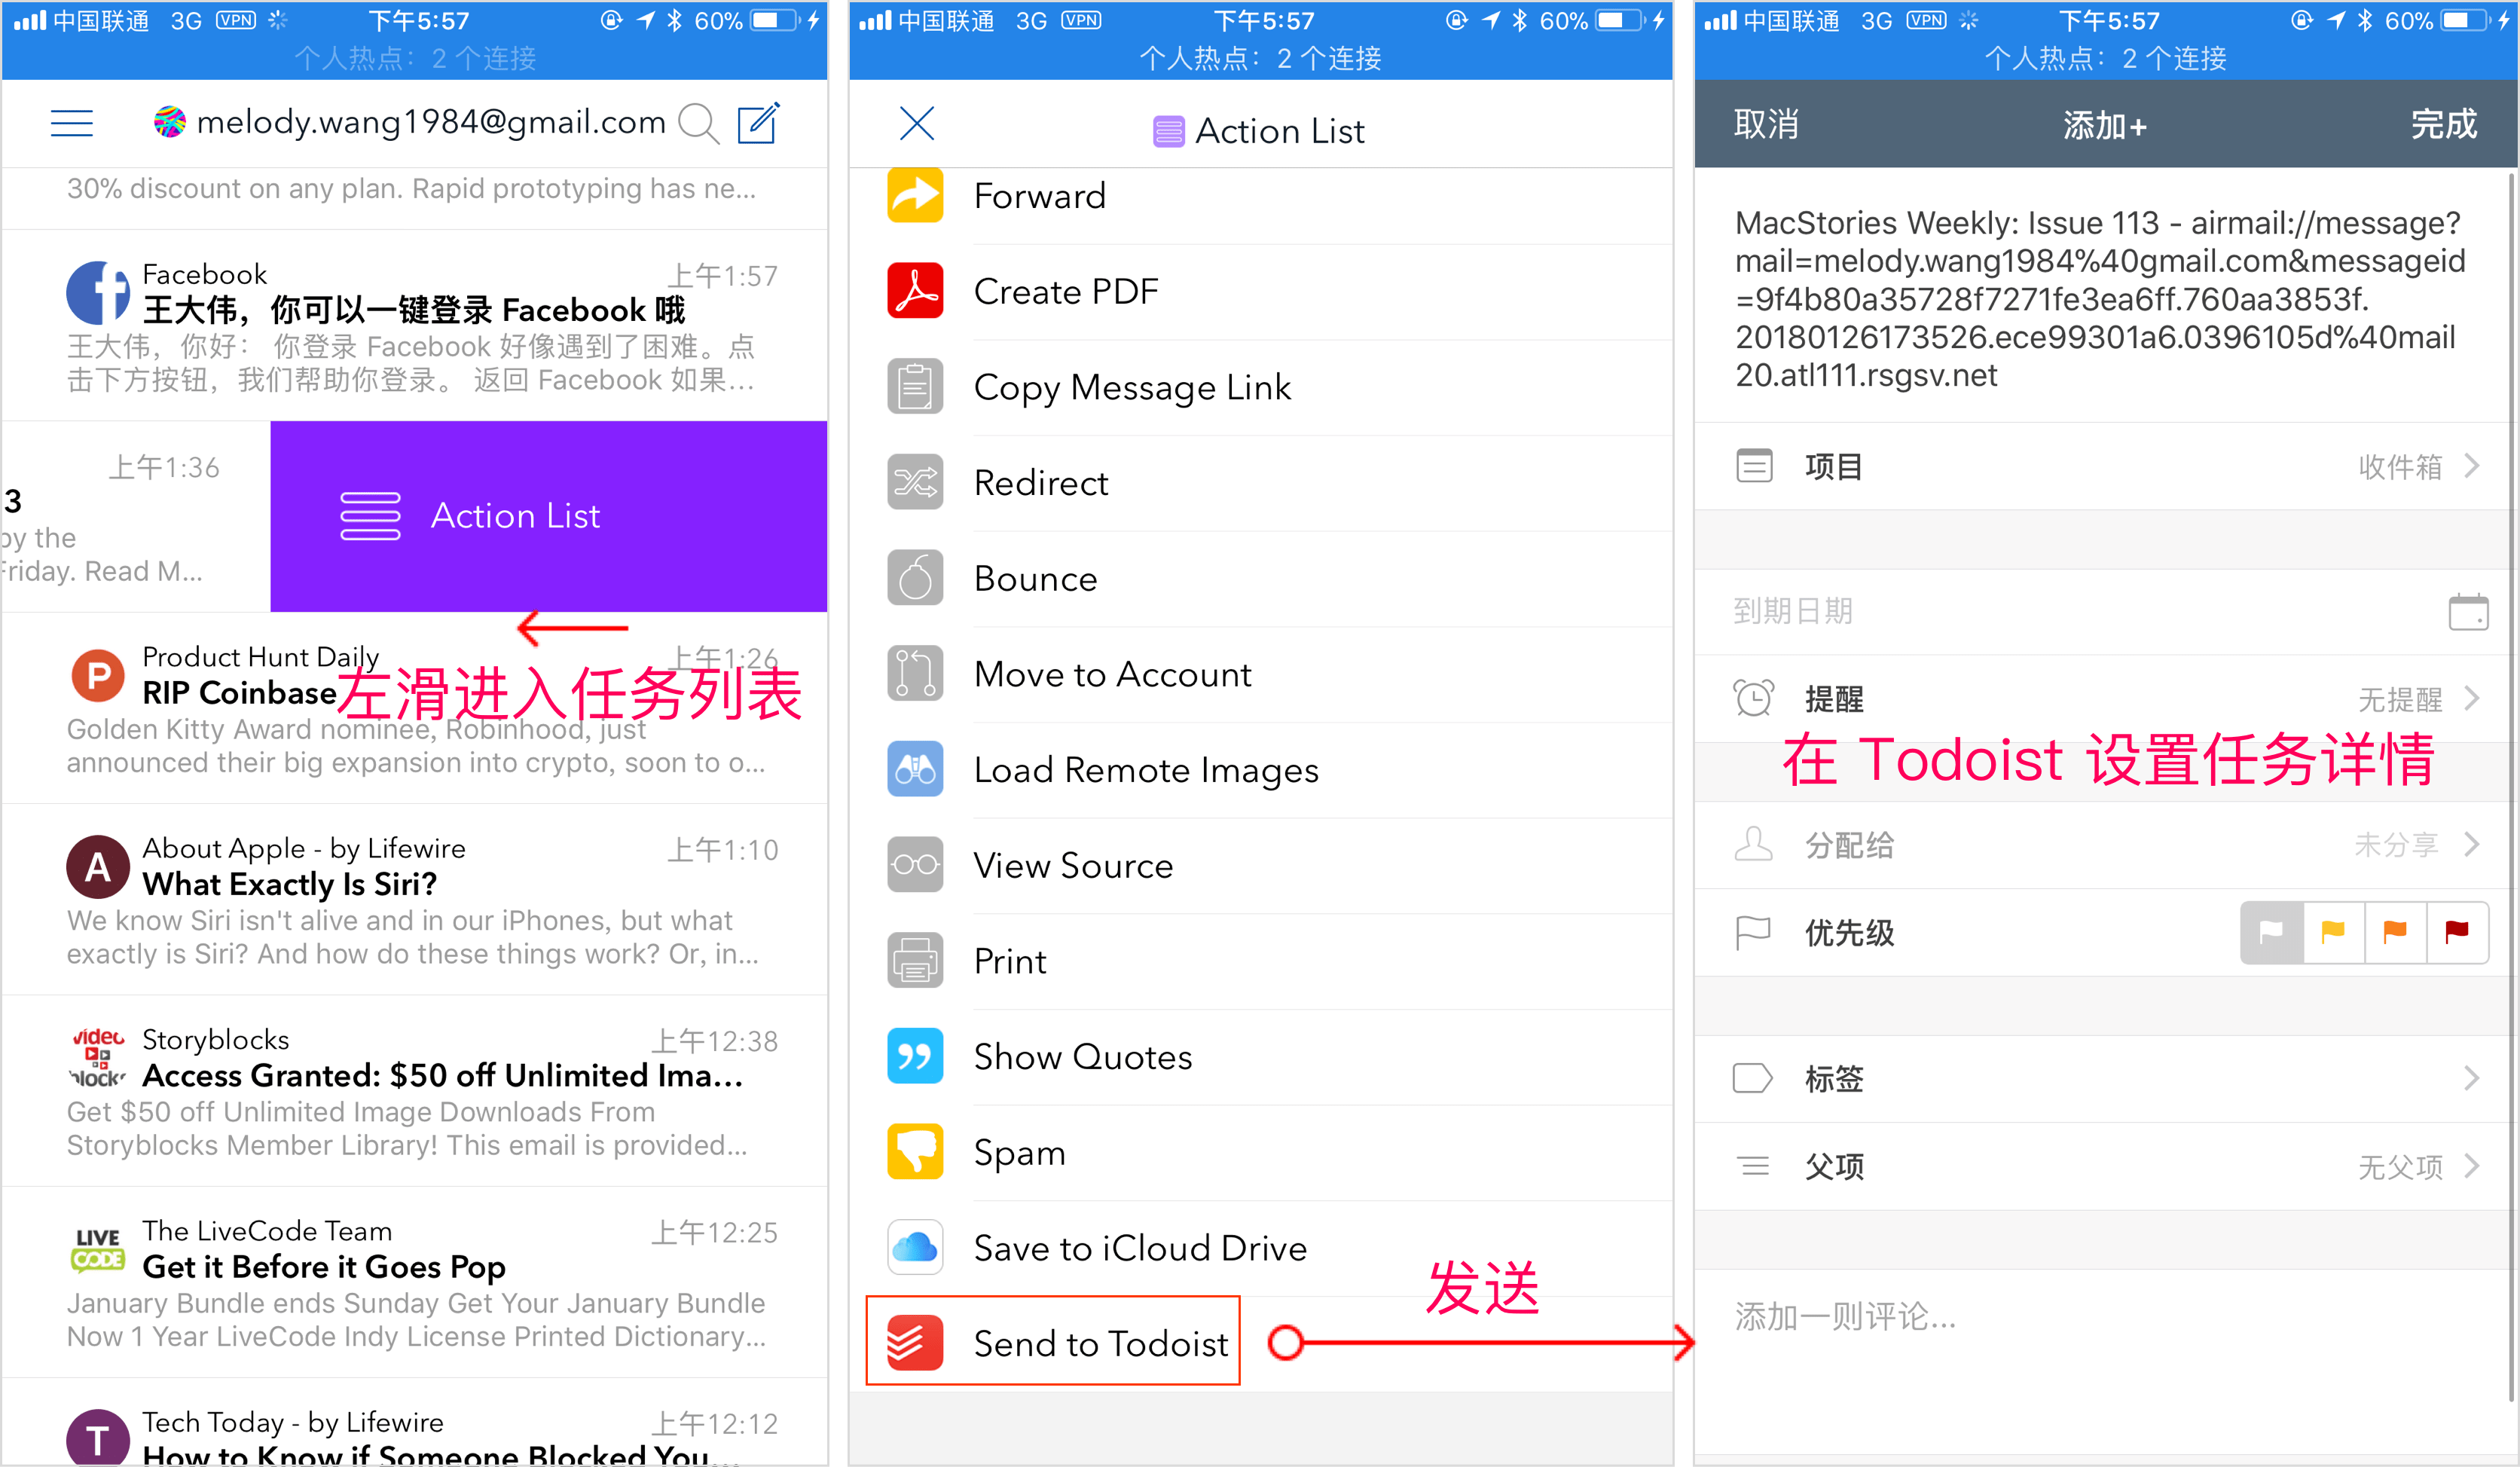 中国联通 3G VPN 下午5:57 60%
个人热点：2 个连接
melody.wang1984@gmail.com
30% discount on any plan. Rapid prototyping has ne...
Facebook 上午1:57
王大伟，你可以一键登录 Facebook 哦
王大伟，你好： 你登录 Facebook 好像遇到了困难。点
击下方按钮，我们帮助你登录。 返回 Facebook 如果...
上午1:36
3
by the
Friday. Read M...
Action List
左滑进入任务列表
Product Hunt Daily 上午1:26
P
RIP Coinbase
Golden Kitty Award nominee, Robinhood, just
announced their big expansion into crypto, soon to o...
About Apple - by Lifewire 上午1:10
A
What Exactly Is Siri?
We know Siri isn't alive and in our iPhones, but what
exactly is Siri? And how do these things work? Or, in...
Storyblocks 上午12:38
video
Access Granted: $50 off Unlimited Ima...
Get $50 off Unlimited Image Downloads From
Storyblocks Member Library! This email is provided...
The LiveCode Team 上午12:25
LIVE
CODE
Get it Before it Goes Pop
January Bundle ends Sunday Get Your January Bundle
Now 1 Year LiveCode Indy License Printed Dictionary...
Tech Today - by Lifewire 上午12:12
T
How to Know if Someone Blocked You...
中国联通 3G VPN 下午5:57 60%
个人热点：2 个连接
Action List
Forward
Create PDF
Copy Message Link
Redirect
Bounce
Move to Account
Load Remote Images
View Source
Print
Show Quotes
Spam
Save to iCloud Drive
Send to Todoist
发送
中国联通 3G VPN 下午5:57 60%
个人热点：2 个连接
取消 添加+ 完成
MacStories Weekly: Issue 113 - airmail://message?
mail=melody.wang1984%40gmail.com&messageid
=9f4b80a35728f7271fe3ea6ff.760aa3853f.
20180126173526.ece99301a6.0396105d%40mail
20.atl111.rsgsv.net
项目 收件箱
到期日期
提醒 无提醒
在 Todoist 设置任务详情
分配给 未分享
优先级
标签
父项 无父项
添加一则评论...